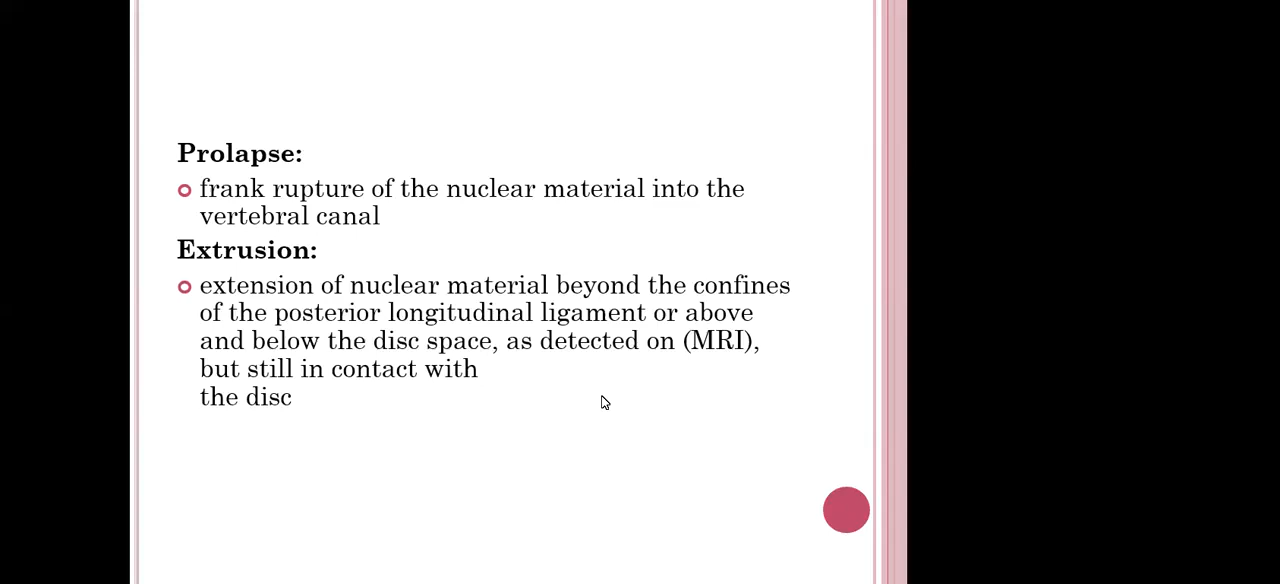 Prolapse:
frank rupture of the nuclear material into the
vertebral canal
Extrusion:
extension of nuclear material beyond the confines
of the posterior longitudinal ligament or above
and below the disc space, as detected on (MRI),
but still in contact with
the disc